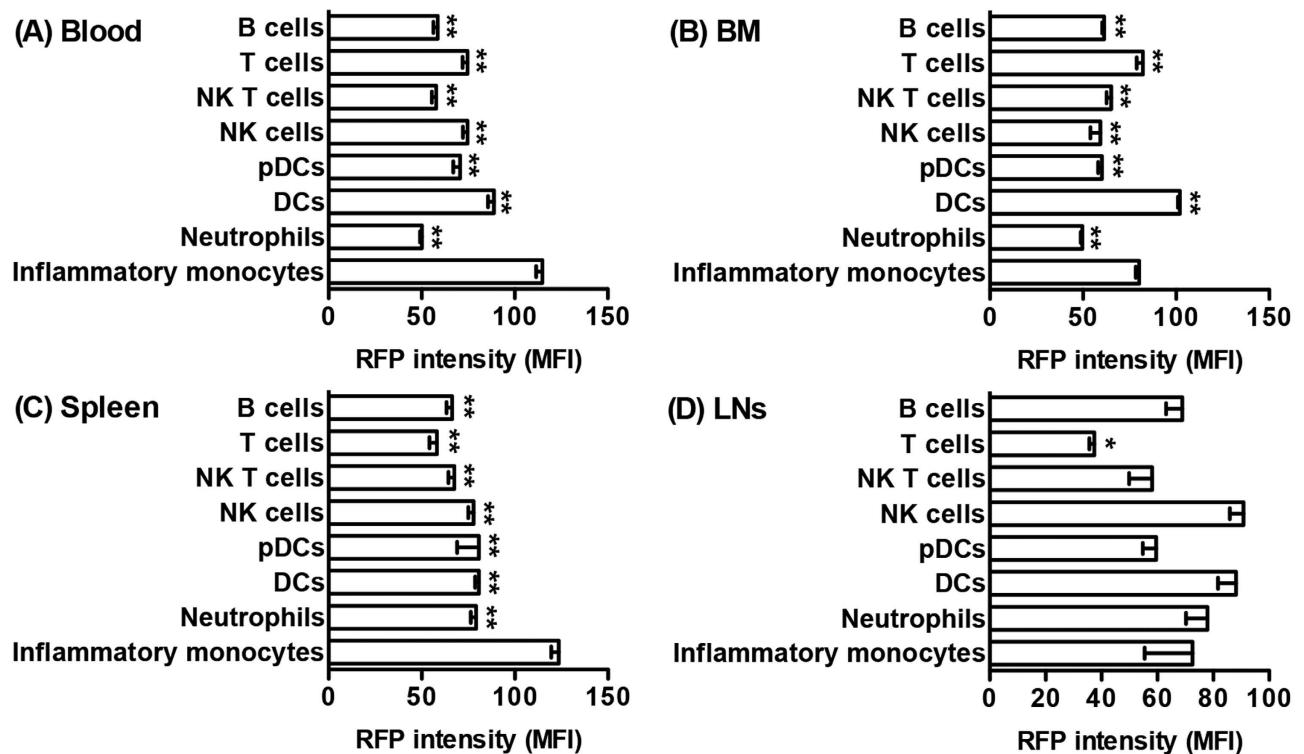 (A) Blood
B cells **
T cells **
NK T cells **
NK cells **
pDCs **
DCs **
Neutrophils **
Inflammatory monocytes
0 50 100 150
RFP intensity (MFI)
(B) BM
B cells **
T cells **
NK T cells **
NK cells **
pDCs **
DCs **
Neutrophils **
Inflammatory monocytes
0 50 100 150
RFP intensity (MFI)
(C) Spleen
B cells **
T cells **
NK T cells **
NK cells **
pDCs **
DCs **
Neutrophils **
Inflammatory monocytes
0 50 100 150
RFP intensity (MFI)
(D) LNs
B cells
T cells *
NK T cells
NK cells
pDCs
DCs
Neutrophils
Inflammatory monocytes
0 20 40 60 80 100
RFP intensity (MFI)